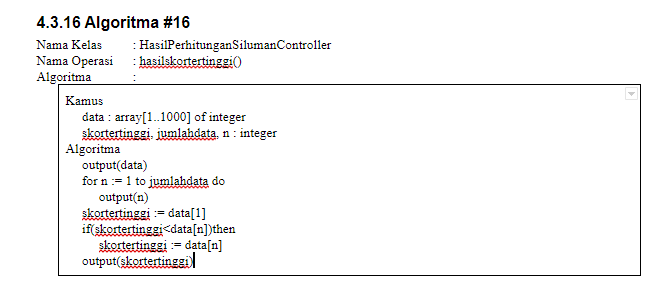 4.3.16 Algoritma #16
Nama Kelas : HasilPerhitunganSilumanController
Nama Operasi : hasilskortertinggi()
Algoritma :
Kamus
data : array[1..1000] of integer
skortertinggi, jumlahdata, n : integer
Algoritma
output(data)
for n := 1 to jumlahdata do
output(n)
skortertinggi := data[1]
if(skortertinggi<data[n])then
skortertinggi := data[n]
output(skortertinggi)